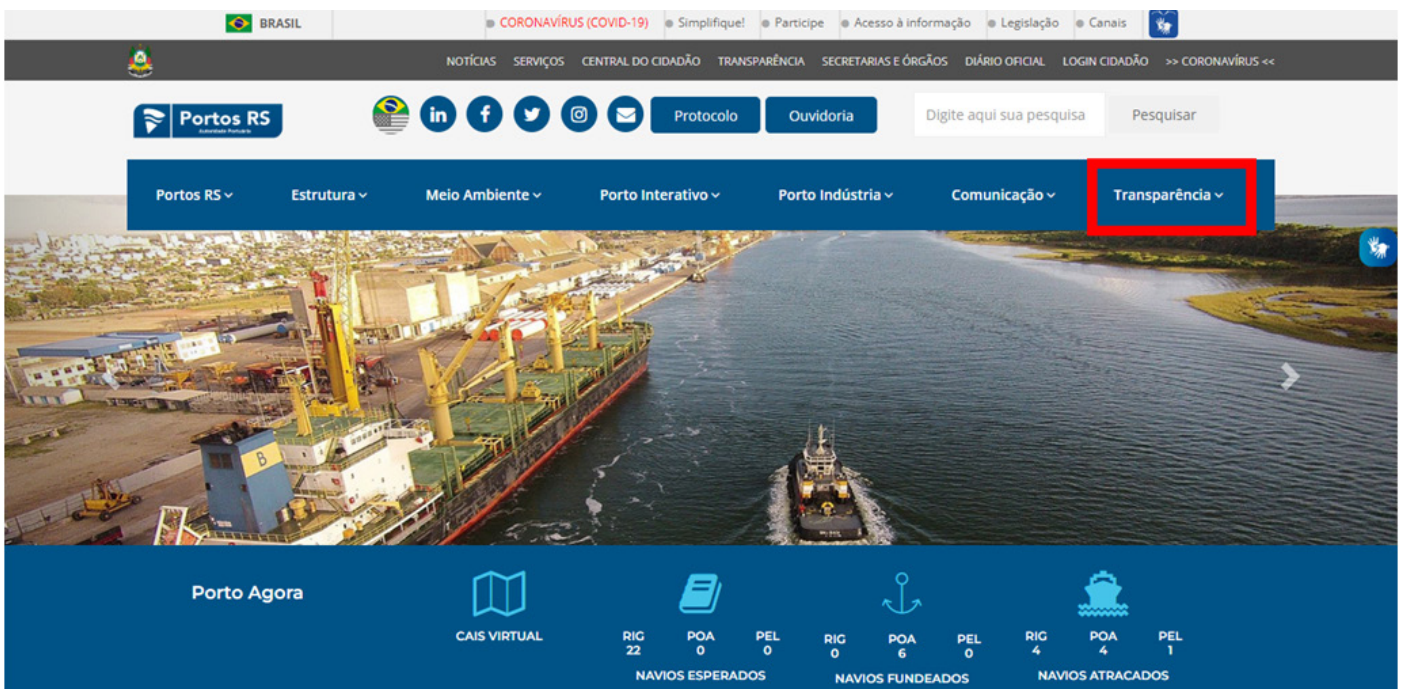 BRASIL
CORONAVÍRUS (COVID-19) Simplifique! Participe Acesso à informação Legislação Canais
NOTÍCIAS SERVIÇOS CENTRAL DO CIDADÃO TRANSPARÊNCIA SECRETARIAS E ÓRGÃOS DIÁRIO OFICIAL LOGIN CIDADÃO >> CORONAVÍRUS <<
Portos RS
Autoridade Portuária
in f Protocolo Ouvidoria Digite aqui sua pesquisa Pesquisar
Portos RS Estrutura Meio Ambiente Porto Interativo Porto Indústria Comunicação Transparência
B
Porto Agora
CAIS VIRTUAL
RIG POA PEL
22 0 0
NAVIOS ESPERADOS
RIG POA PEL
0 6 0
NAVIOS FUNDEADOS
RIG POA PEL
4 4 1
NAVIOS ATRACADOS